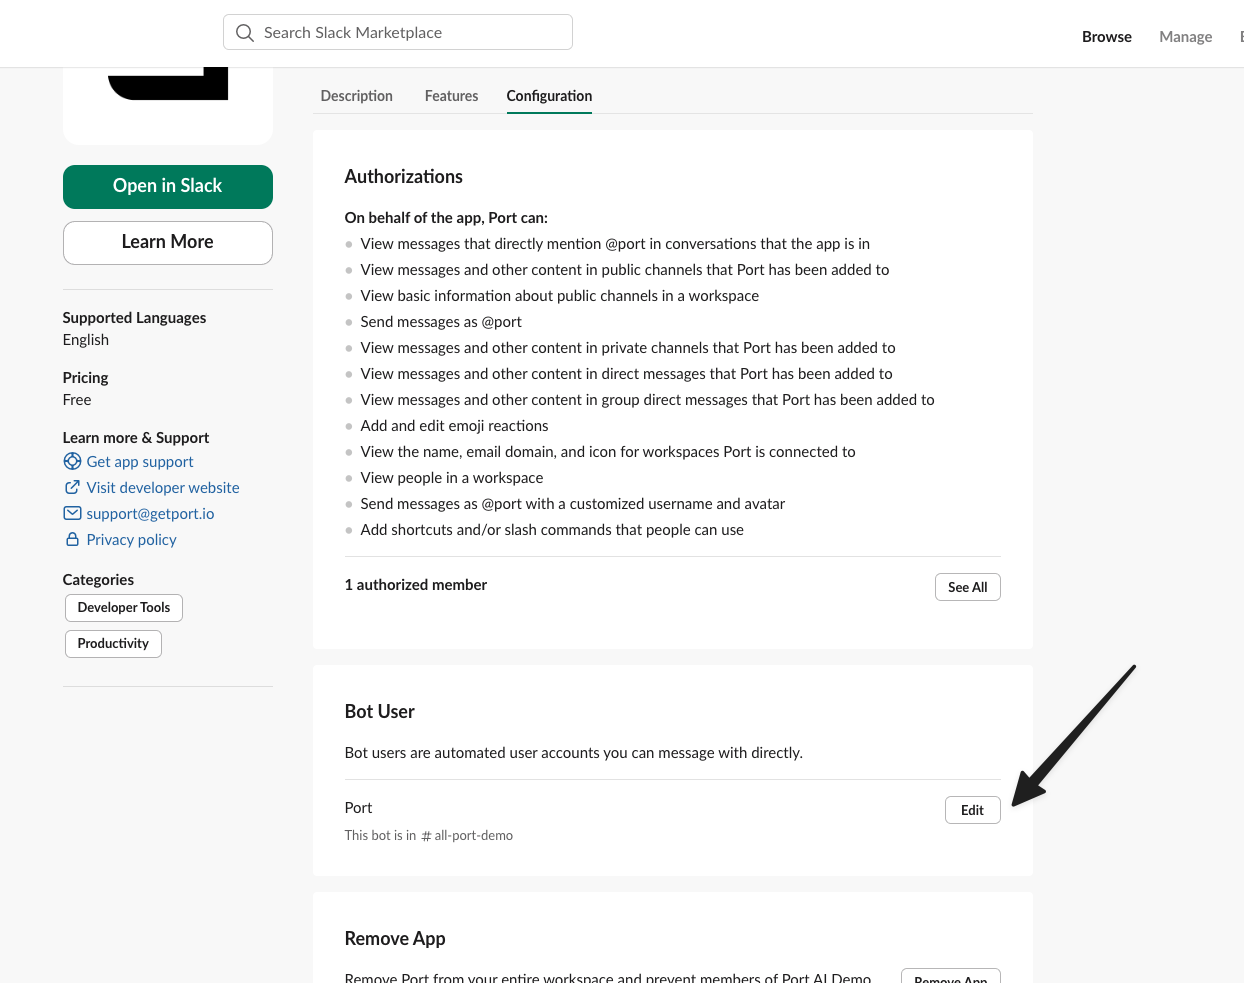 Search Slack Marketplace
Browse
Manage
Description
Features
Configuration
Open in Slack
Learn More
Supported Languages
English
Pricing
Free
Learn more & Support
Get app support
Visit developer website
support@getport.io
Privacy policy
Categories
Developer Tools
Productivity
Authorizations
On behalf of the app, Port can:
View messages that directly mention @port in conversations that the app is in
View messages and other content in public channels that Port has been added to
View basic information about public channels in a workspace
Send messages as @port
View messages and other content in private channels that Port has been added to
View messages and other content in direct messages that Port has been added to
View messages and other content in group direct messages that Port has been added to
Add and edit emoji reactions
View the name, email domain, and icon for workspaces Port is connected to
View people in a workspace
Send messages as @port with a customized username and avatar
Add shortcuts and/or slash commands that people can use
1 authorized member
See All
Bot User
Bot users are automated user accounts you can message with directly.
Port
Edit
This bot is in # all-port-demo
Remove App
Remove Port from your entire workspace and prevent members of Port AI Demo
Remove App